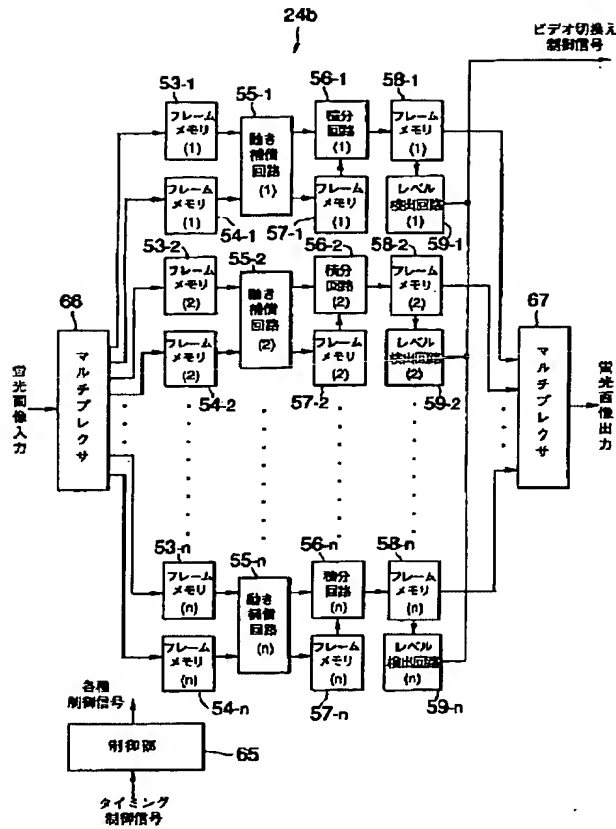 24b
ビデオ切換え
制御信号
53-1
55-1
56-1
58-1
フレーム
メモリ
(1)
動き
補償
回路
(1)
積分
回路
(1)
フレーム
メモリ
(1)
フレーム
メモリ
(1)
フレーム
メモリ
(1)
レベル
検出回路
(1)
54-1
57-1
59-1
53-2
55-2
56-2
58-2
フレーム
メモリ
(2)
動き
補償
回路
(2)
積分
回路
(2)
フレーム
メモリ
(2)
フレーム
メモリ
(2)
フレーム
メモリ
(2)
レベル
検出回路
(2)
54-2
57-2
59-2
66
マルチプレクサ
蛍光画像入力
67
マルチプレクサ
蛍光画像出力
53-n
55-n
56-n
58-n
フレーム
メモリ
(n)
動き
補償
回路
(n)
積分
回路
(n)
フレーム
メモリ
(n)
フレーム
メモリ
(n)
フレーム
メモリ
(n)
レベル
検出回路
(n)
54-n
57-n
59-n
各種
制御信号
制御部
65
タイミング
制御信号